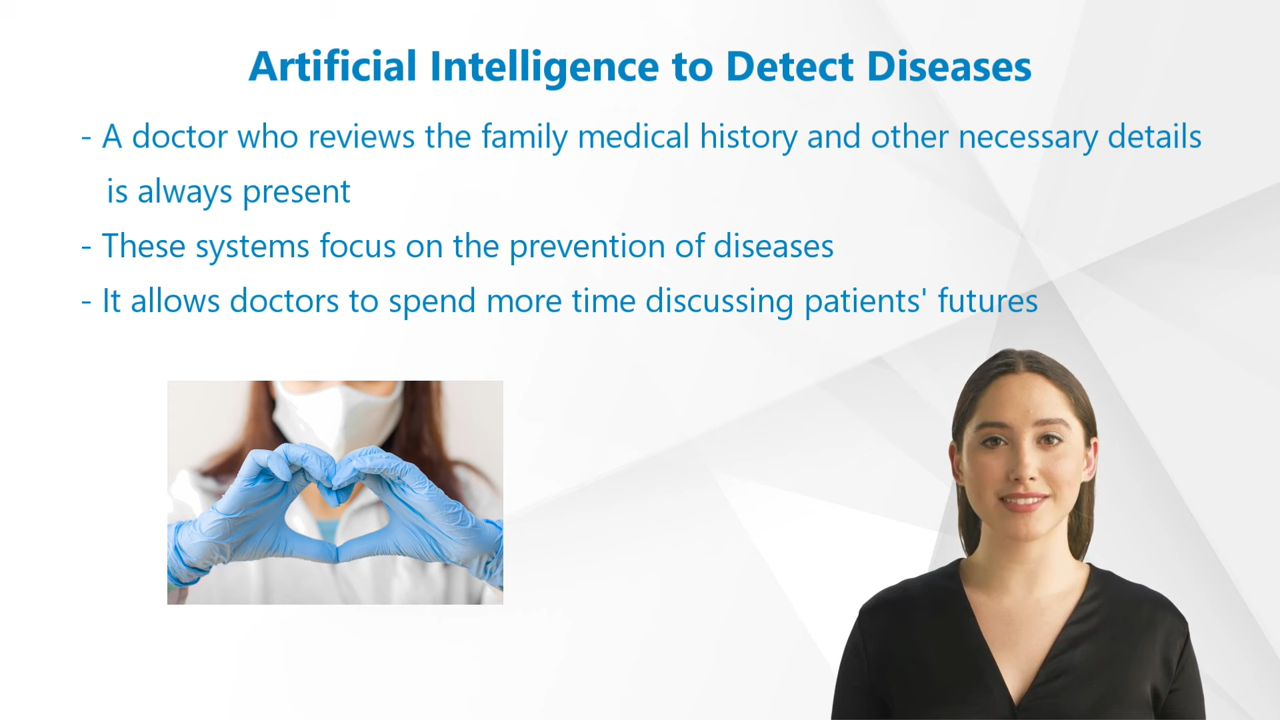 Artificial Intelligence to Detect Diseases
- A doctor who reviews the family medical history and other necessary details
is always present
- These systems focus on the prevention of diseases
- It allows doctors to spend more time discussing patients' futures